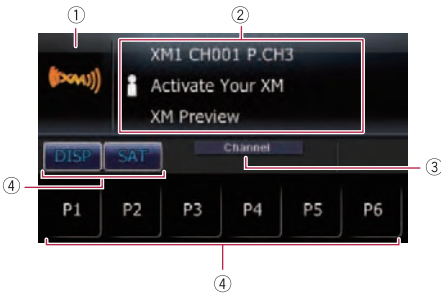 ① ②
XM1 CH001 P.CH3
XM
Activate Your XM
XM Preview
DISP SAT Channel
③
④
P1 P2 P3 P4 P5 P6
④